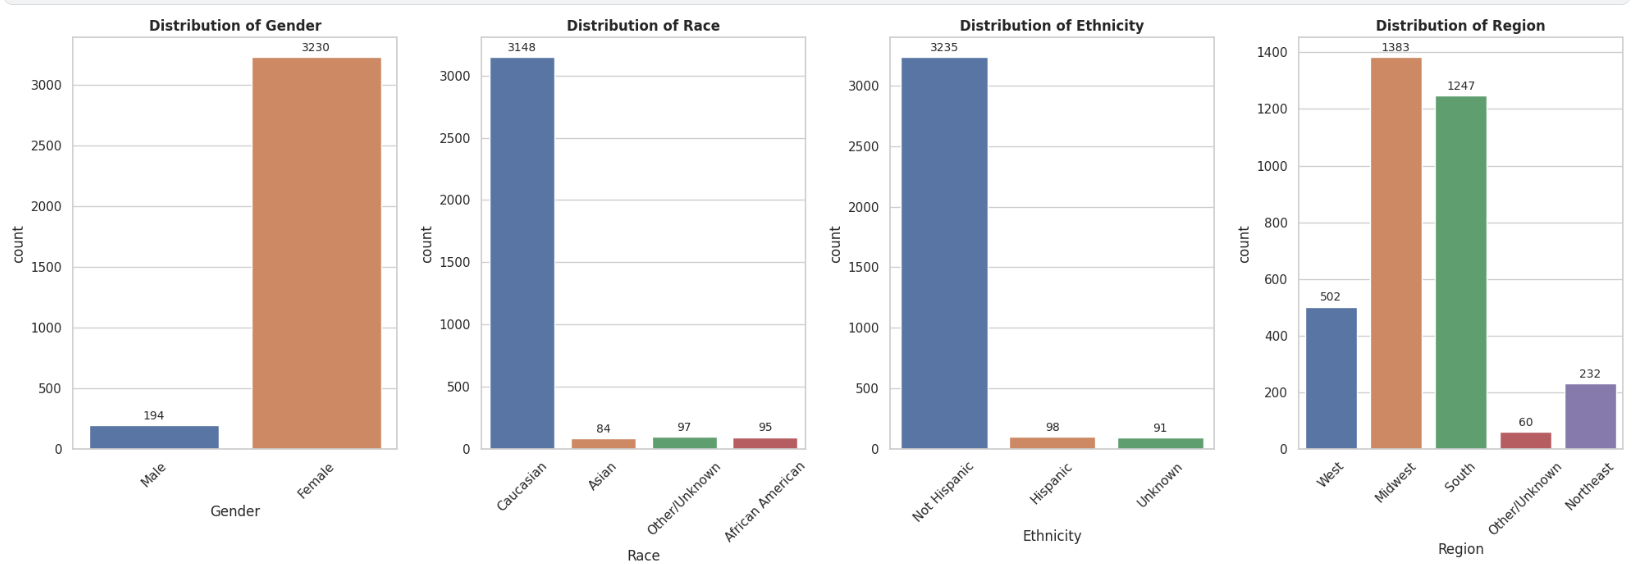 Distribution of Gender
3230
3000
2500
2000
1500
1000
500
0
194
count
Male
Female
Gender
Distribution of Race
3148
3000
2500
2000
1500
1000
500
0
84
97
95
count
Caucasian
Asian
Other/Unknown
African American
Race
Distribution of Ethnicity
3235
3000
2500
2000
1500
1000
500
0
98
91
count
Not Hispanic
Hispanic
Unknown
Ethnicity
Distribution of Region
1400
1383
1247
1200
1000
800
600
502
400
232
200
60
0
count
West
Midwest
South
Other/Unknown
Northeast
Region